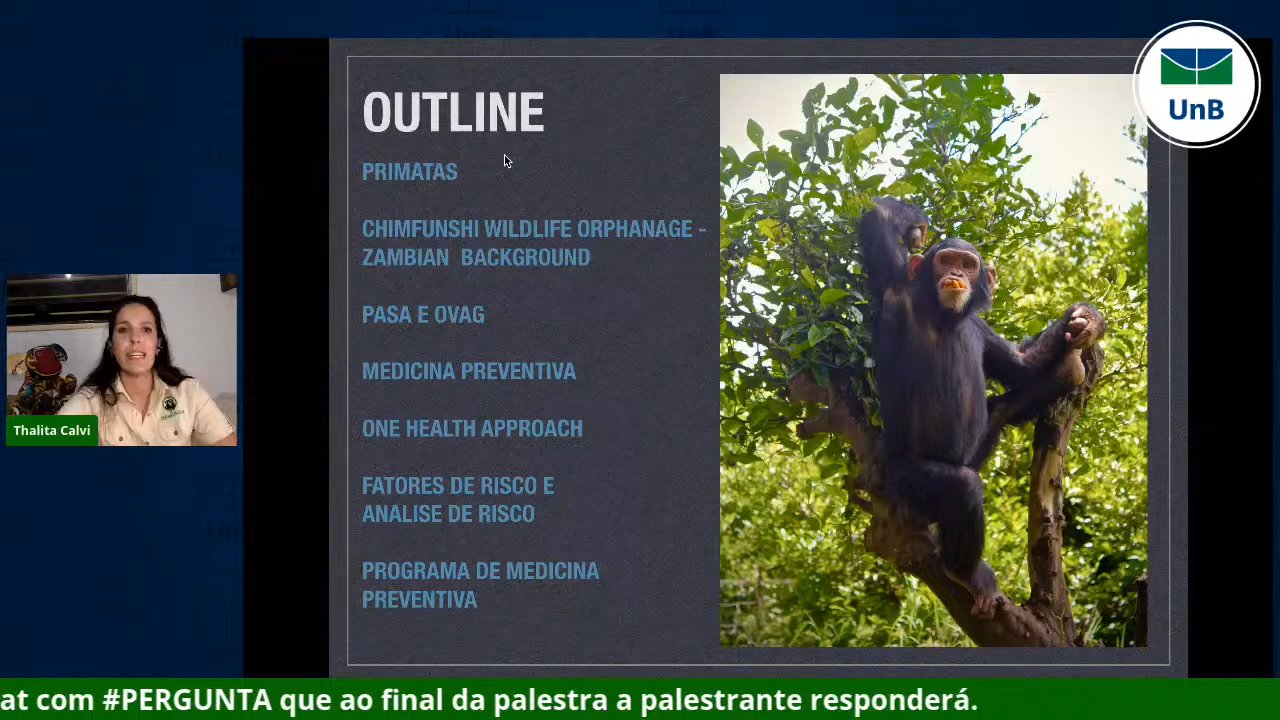 UnB
OUTLINE
PRIMATAS
CHIMFUNSHI WILDLIFE ORPHANAGE -
ZAMBIAN BACKGROUND
PASA E OVAG
MEDICINA PREVENTIVA
ONE HEALTH APPROACH
FATORES DE RISCO E
ANALISE DE RISCO
PROGRAMA DE MEDICINA
PREVENTIVA
Thalita Calvi
at com #PERGUNTA que ao final da palestra a palestrante responderá.